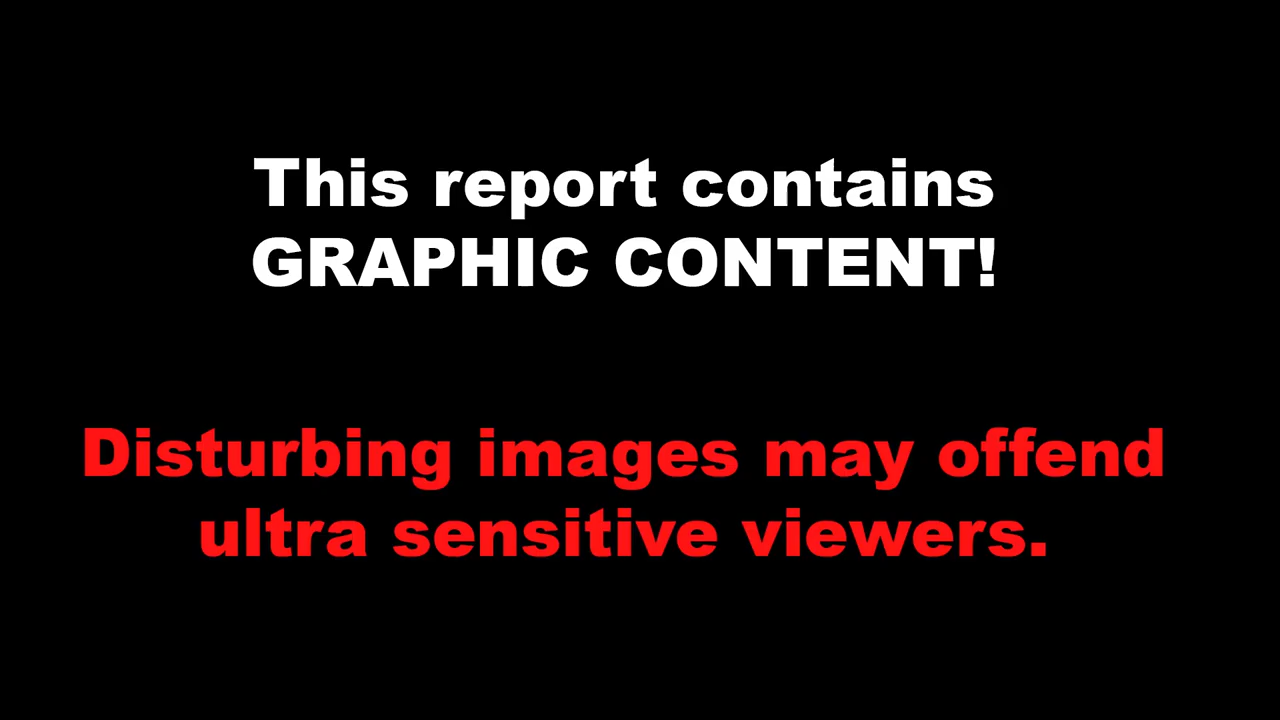 This report contains
GRAPHIC CONTENT!
Disturbing images may offend
ultra sensitive viewers.